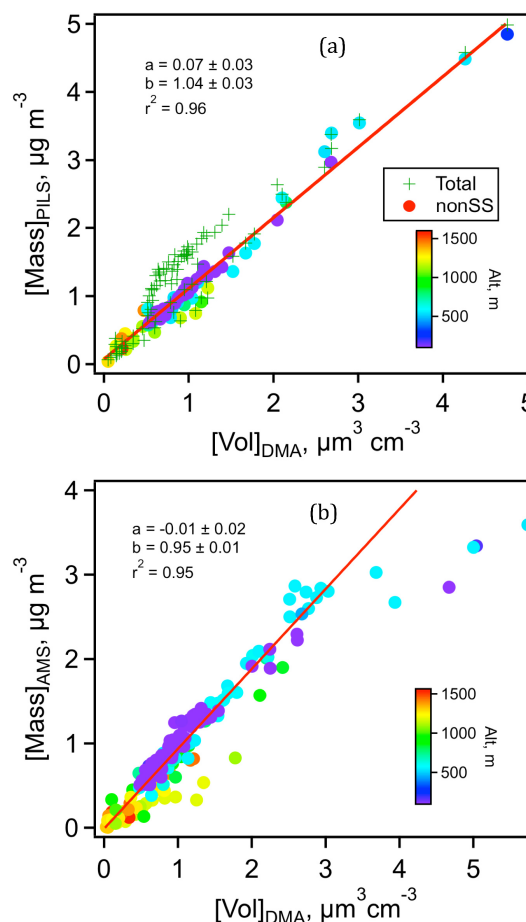 (a)
a = 0.07 ± 0.03
b = 1.04 ± 0.03
r² = 0.96
[Mass]PILS, µg m⁻³
5
4
3
2
1
0
Total
nonSS
1500
1000
500
Alt, m
0 1 2 3 4 5
[Vol]DMA, µm³ cm⁻³
(b)
a = -0.01 ± 0.02
b = 0.95 ± 0.01
r² = 0.95
[Mass]AMS, µg m⁻³
4
3
2
1
0
1500
1000
500
Alt, m
0 1 2 3 4 5
[Vol]DMA, µm³ cm⁻³